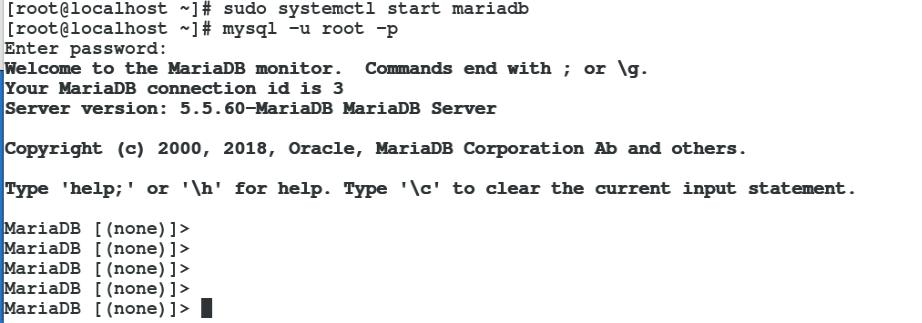 [root@localhost ~]# sudo systemctl start mariadb
[root@localhost ~]# mysql -u root -p
Enter password:
Welcome to the MariaDB monitor.  Commands end with ; or \g.
Your MariaDB connection id is 3
Server version: 5.5.60-MariaDB MariaDB Server
Copyright (c) 2000, 2018, Oracle, MariaDB Corporation Ab and others.
Type 'help;' or '\h' for help. Type '\c' to clear the current input statement.
MariaDB [(none)]>
MariaDB [(none)]>
MariaDB [(none)]>
MariaDB [(none)]>
MariaDB [(none)]>